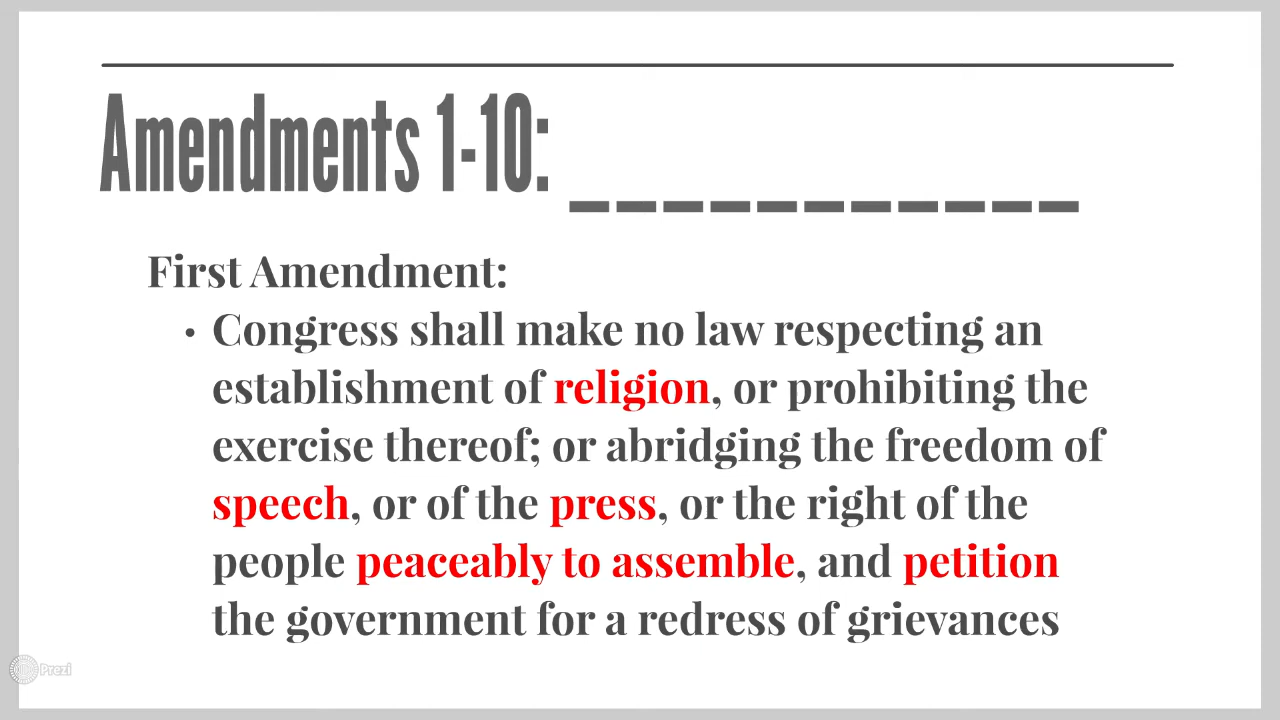 Amendments 1-10: ___________
First Amendment:
• Congress shall make no law respecting an
establishment of religion, or prohibiting the
exercise thereof; or abridging the freedom of
speech, or of the press, or the right of the
people peaceably to assemble, and petition
the government for a redress of grievances
Prezi